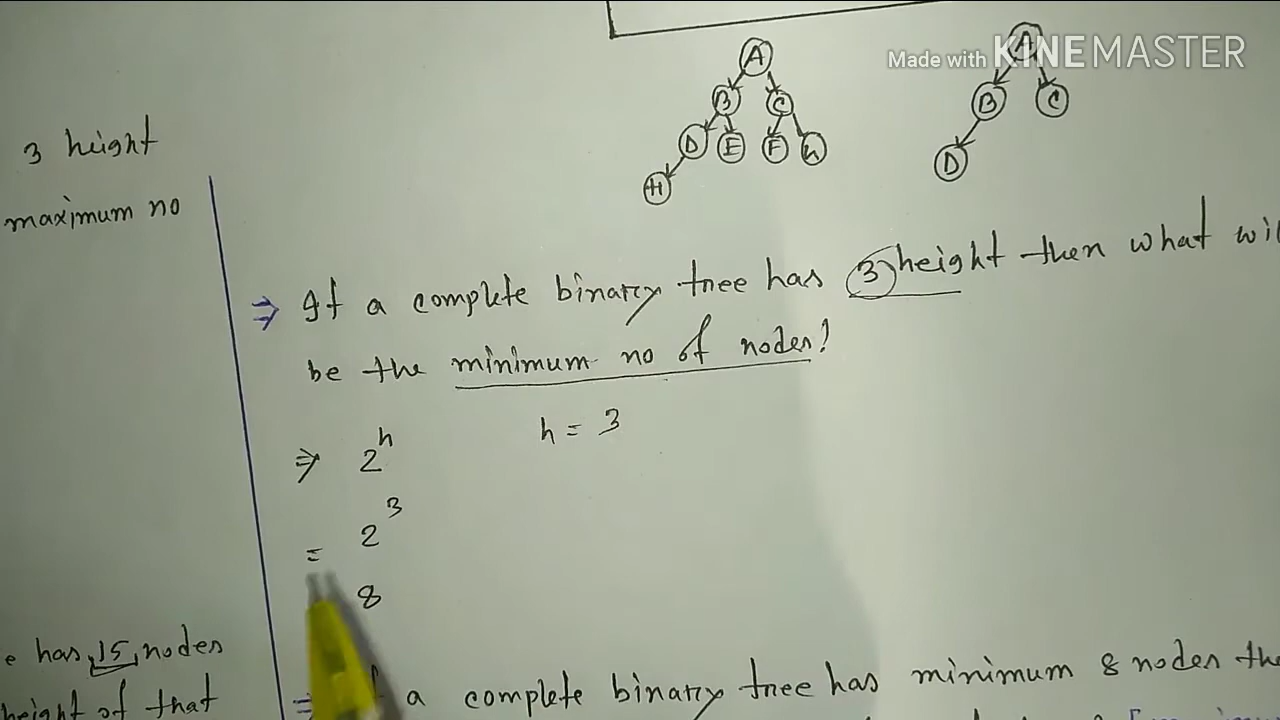 Made with KINEMASTER
A
A
B
C
B
C
D
E
F
D
H
3 height
maximum no
⇒ If a complete binary tree has 3 height then what wil
be the minimum no of nodes?
h = 3
⇒ 2^h
= 2^3
8
e has 15 nodes
height of that
⇒ a complete binary tree has minimum 8 nodes the